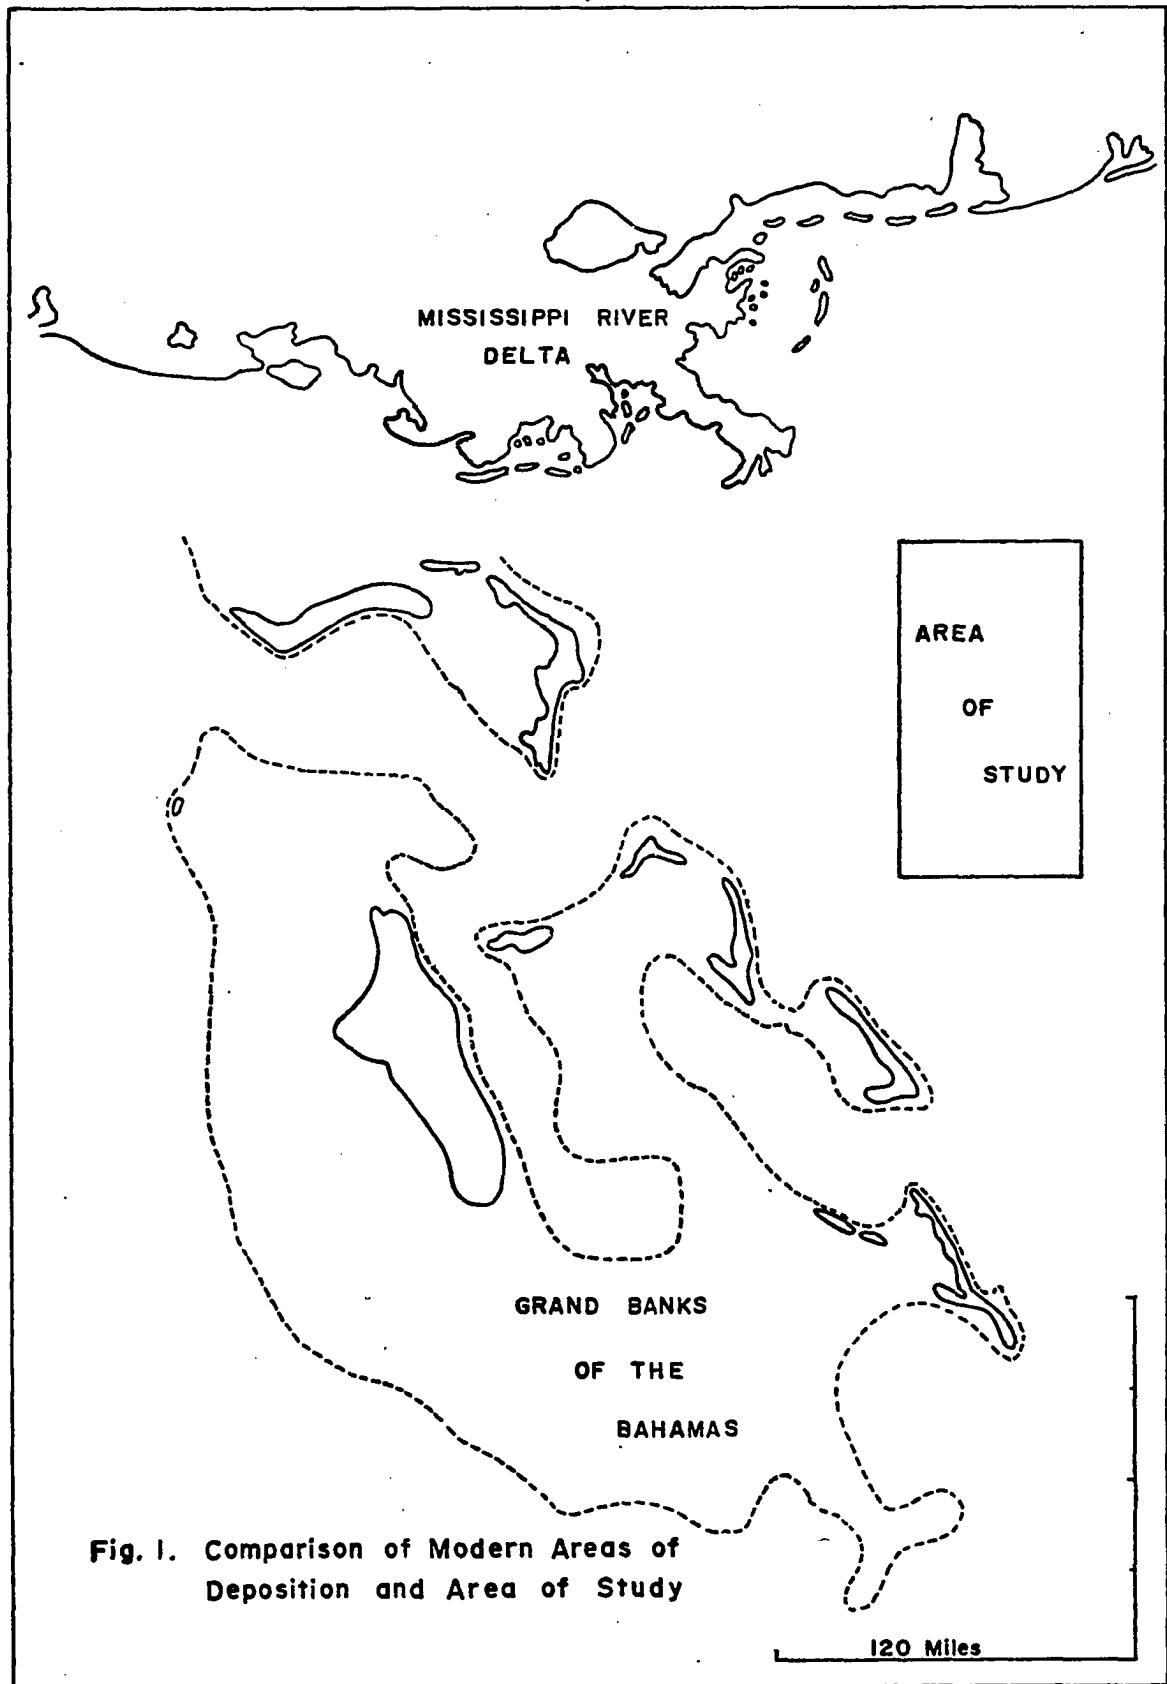 MISSISSIPPI RIVER
DELTA
AREA
OF
STUDY
GRAND BANKS
OF THE
BAHAMAS
Fig. 1. Comparison of Modern Areas of
Deposition and Area of Study
120 Miles